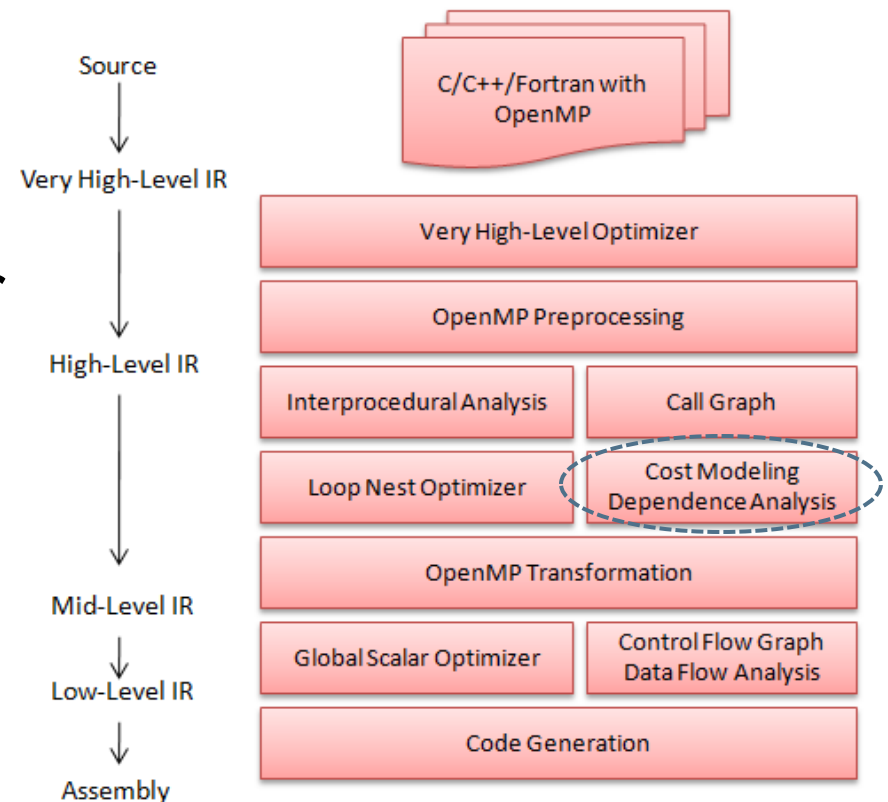 Source
C/C++/Fortran with
OpenMP
Very High-Level IR
Very High-Level Optimizer
OpenMP Preprocessing
High-Level IR
Interprocedural Analysis
Call Graph
Loop Nest Optimizer
Cost Modeling
Dependence Analysis
OpenMP Transformation
Mid-Level IR
Global Scalar Optimizer
Control Flow Graph
Data Flow Analysis
Low-Level IR
Code Generation
Assembly